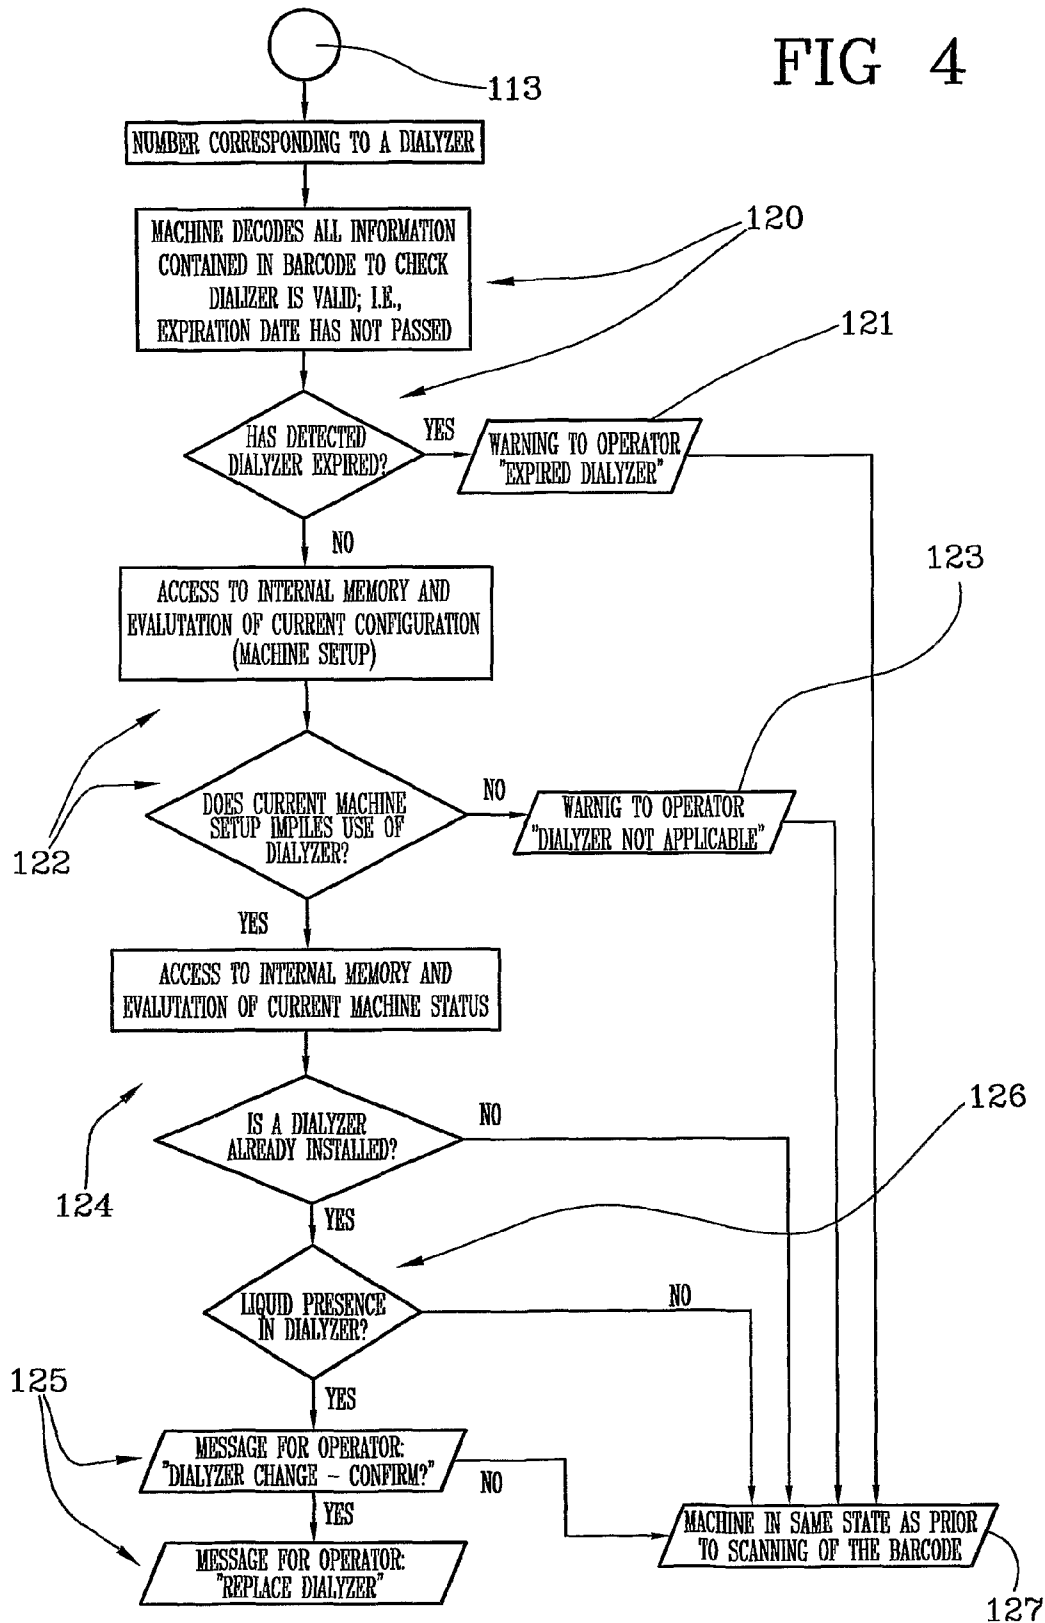 FIG 4
113
NUMBER CORRESPONDING TO A DIALYZER
120
MACHINE DECODES ALL INFORMATION
CONTAINED IN BARCODE TO CHECK
DIALIZER IS VALID; I.E.,
EXPIRATION DATE HAS NOT PASSED
121
HAS DETECTED
DIALYZER EXPIRED?
YES
WARNING TO OPERATOR
"EXPIRED DIALYZER"
NO
123
ACCESS TO INTERNAL MEMORY AND
EVALUTATION OF CURRENT CONFIGURATION
(MACHINE SETUP)
122
DOES CURRENT MACHINE
SETUP IMPILES USE OF
DIALYZER?
NO
WARNIG TO OPERATOR
"DIALYZER NOT APPLICABLE"
YES
ACCESS TO INTERNAL MEMORY AND
EVALUTATION OF CURRENT MACHINE STATUS
126
124
IS A DIALYZER
ALREADY INSTALLED?
NO
YES
LIQUID PRESENCE
IN DIALYZER?
NO
YES
125
MESSAGE FOR OPERATOR:
"DIALYZER CHANGE - CONFIRM?"
NO
YES
MESSAGE FOR OPERATOR:
"REPLACE DIALYZER"
MACHINE IN SAME STATE AS PRIOR
TO SCANNING OF THE BARCODE
127